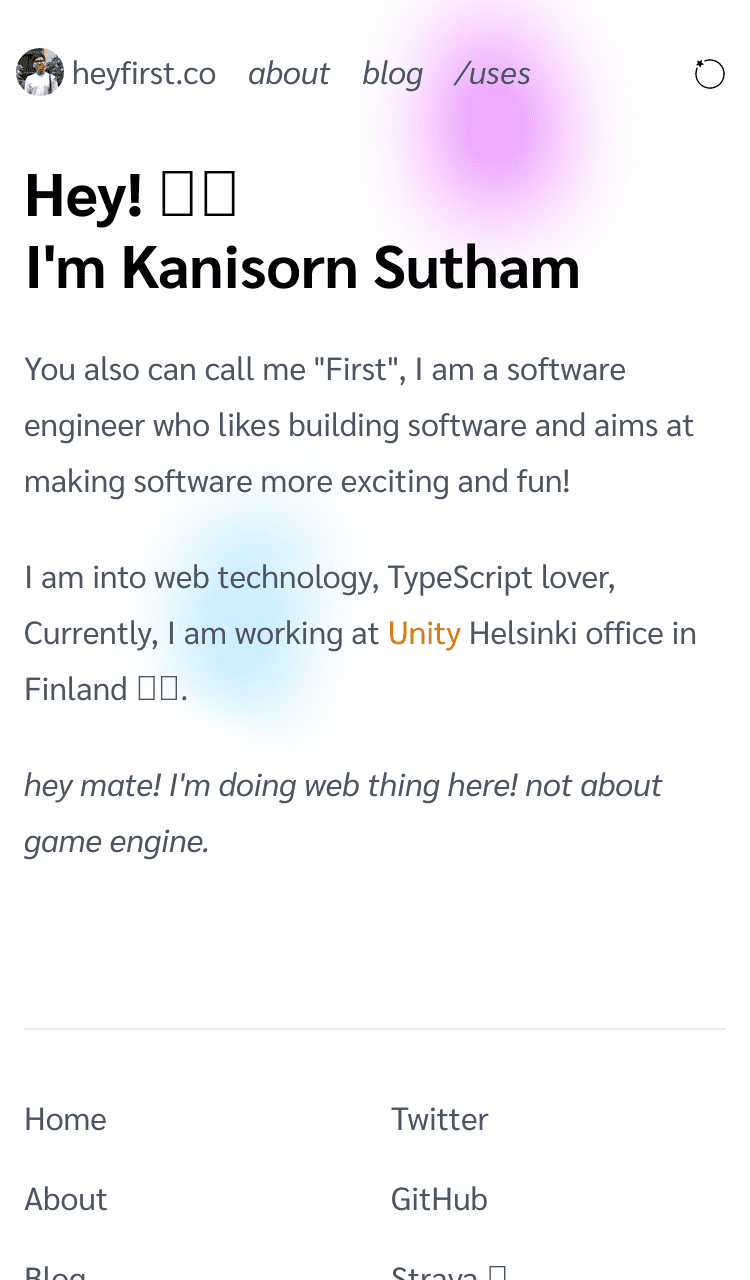 heyfirst.co about blog /uses
Hey! 
I'm Kanisorn Sutham
You also can call me "First", I am a software
engineer who likes building software and aims at
making software more exciting and fun!
I am into web technology, TypeScript lover,
Currently, I am working at Unity Helsinki office in
Finland .
hey mate! I'm doing web thing here! not about
game engine.
Home
Twitter
About
GitHub
Blog
Strava